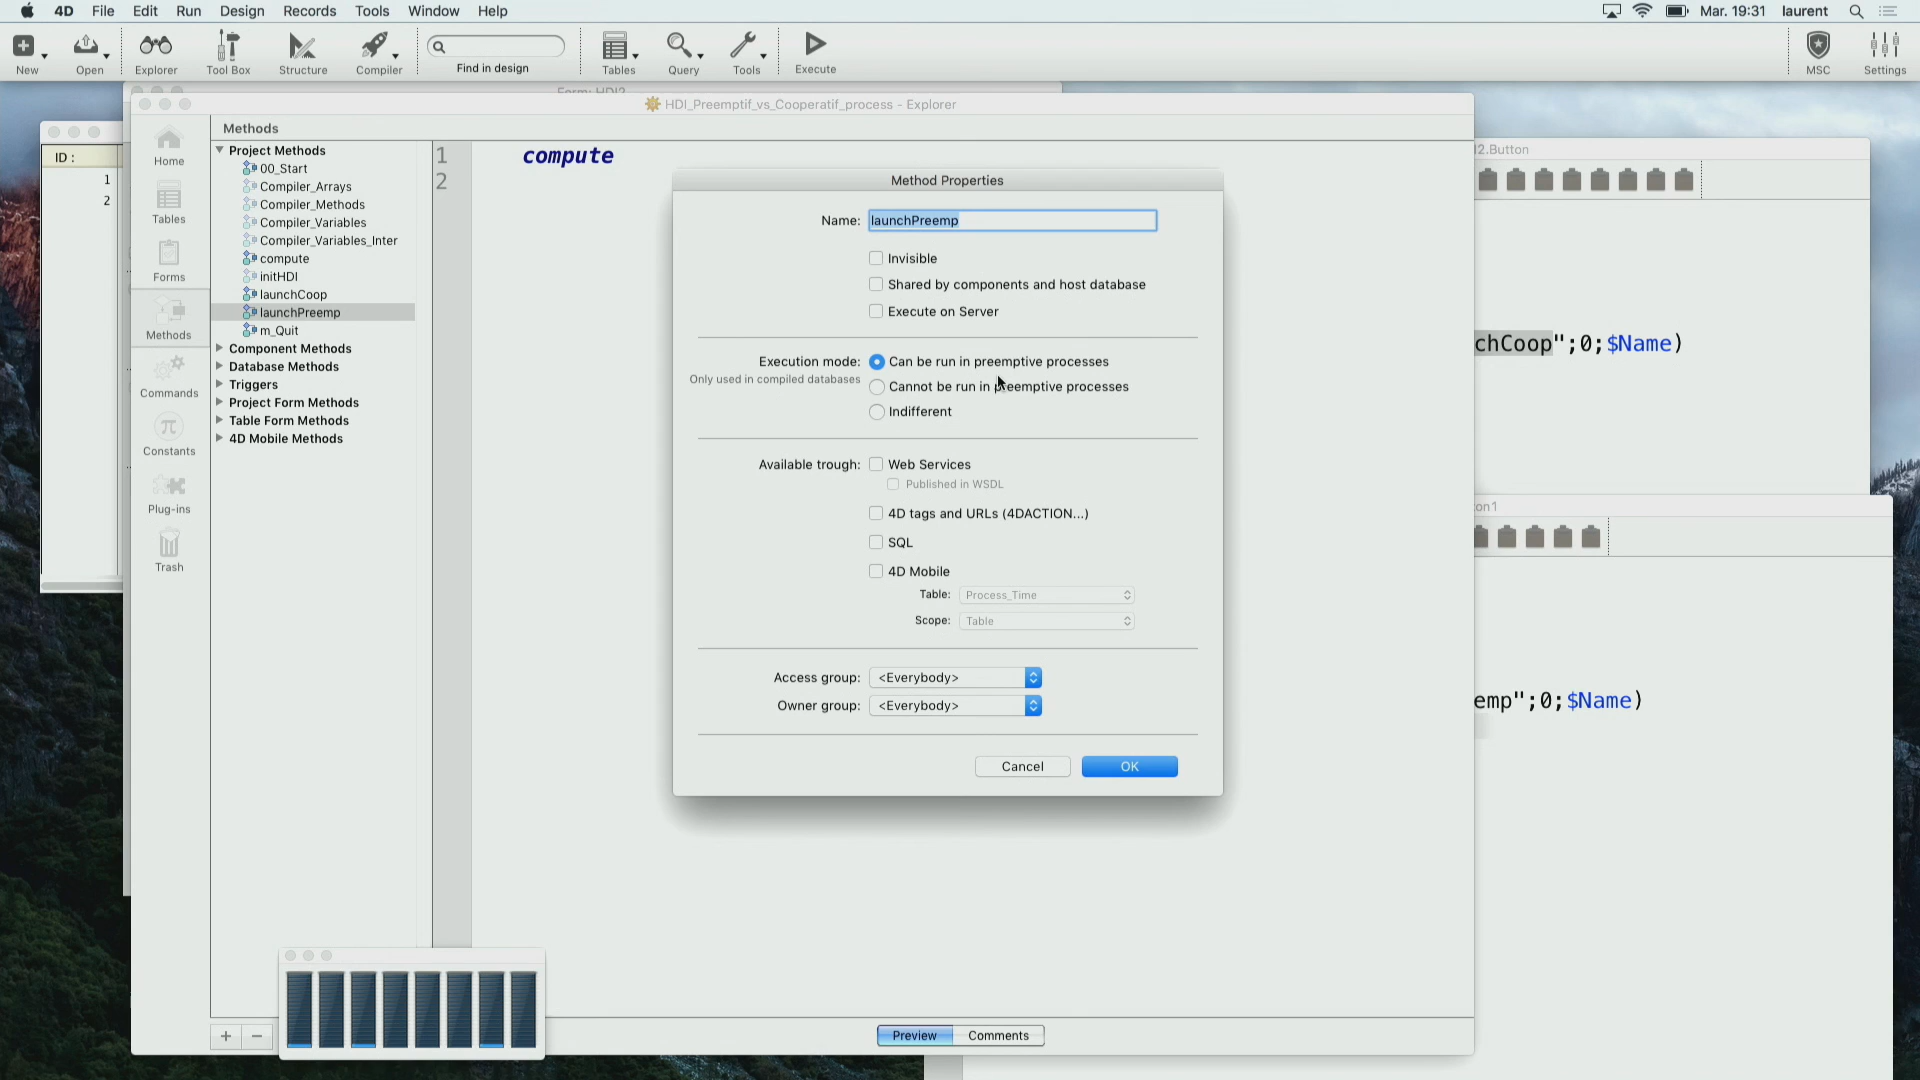 4D File Edit Run Design Records Tools Window Help Mar. 19:31 laurent
New Open Explorer Tool Box Structure Compiler Find in design Tables Query Tools Execute MSC Settings
HDI_Preemptif_vs_Cooperatif_process - Explorer
ID :
1
2
Home
Tables
Forms
Methods
Commands
Constants
Plug-ins
Trash
Methods
Project Methods
00_Start
Compiler_Arrays
Compiler_Methods
Compiler_Variables
Compiler_Variables_Inter
compute
initHDI
launchCoop
launchPreemp
m_Quit
Component Methods
Database Methods
Triggers
Project Form Methods
Table Form Methods
4D Mobile Methods
1 compute
2
Method Properties
Name: launchPreemp
Invisible
Shared by components and host database
Execute on Server
Execution mode: Can be run in preemptive processes
Only used in compiled databases
Cannot be run in preemptive processes
Indifferent
Available trough: Web Services
Published in WSDL
4D tags and URLs (4DACTION...)
SQL
4D Mobile
Table: Process_Time
Scope: Table
Access group: <Everybody>
Owner group: <Everybody>
Cancel OK
Preview Comments
I2.Button
chCoop";0;$Name)
on1
emp";0;$Name)